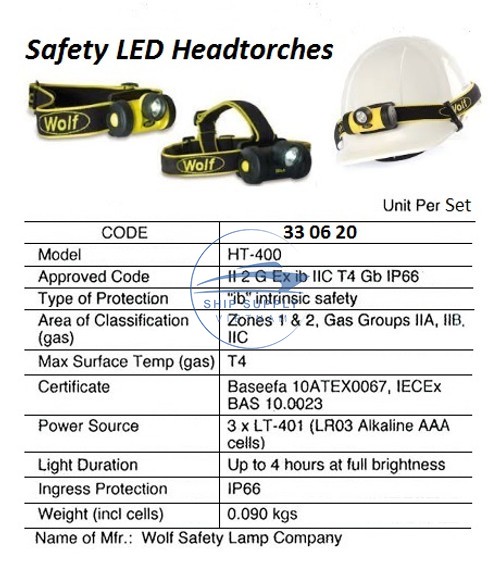 Safety LED Headtorches
Wolf
Wolf
Wolf
Unit Per Set
CODE 33 06 20
Model HT-400
Approved Code II 2 G Ex ib IIC T4 Gb IP66
Type of Protection "ib" intrinsic safety
SHIP SUPPLY
VIETNAM
Area of Classification Zones 1 & 2, Gas Groups IIA, IIB,
(gas) IIC
Max Surface Temp (gas) T4
Certificate Baseefa 10ATEX0067, IECEx
BAS 10.0023
Power Source 3 x LT-401 (LR03 Alkaline AAA
cells)
Light Duration Up to 4 hours at full brightness
Ingress Protection IP66
Weight (incl cells) 0.090 kgs
Name of Mfr.: Wolf Safety Lamp Company